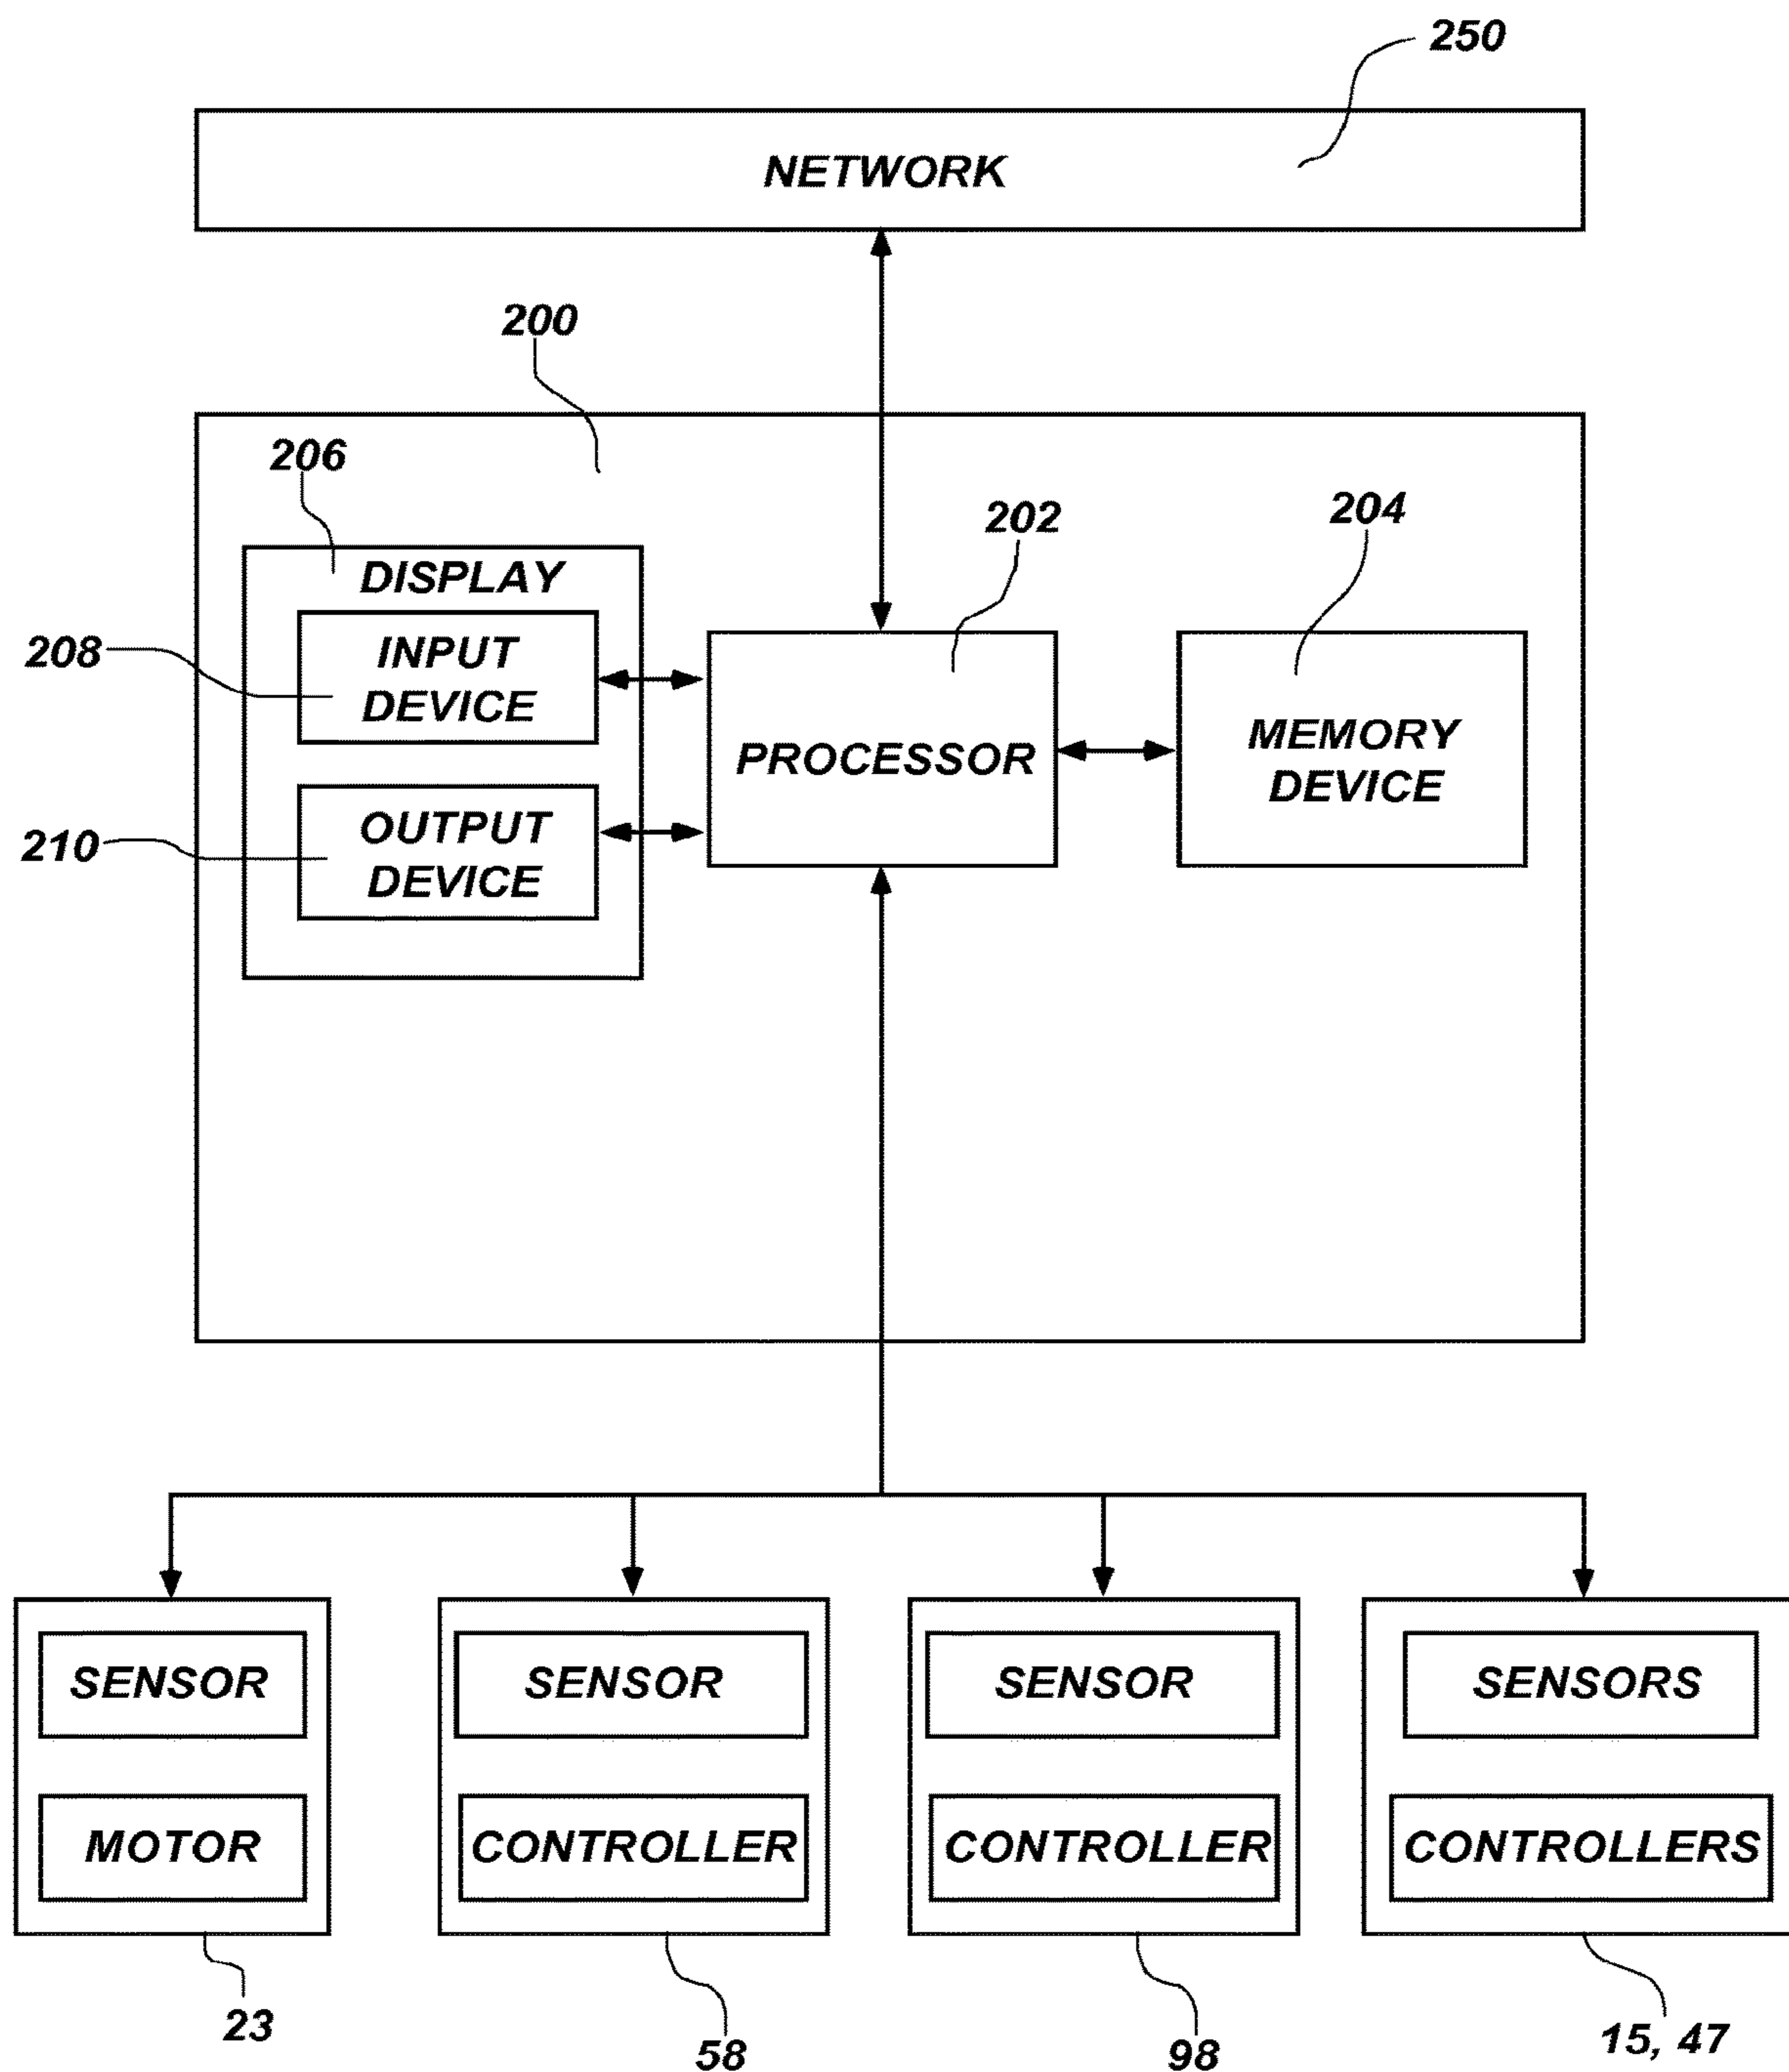 250
NETWORK
200
206
202
204
DISPLAY
208
INPUT
DEVICE
PROCESSOR
MEMORY
DEVICE
210
OUTPUT
DEVICE
SENSOR
SENSOR
SENSOR
SENSORS
MOTOR
CONTROLLER
CONTROLLER
CONTROLLERS
23
58
98
15, 47